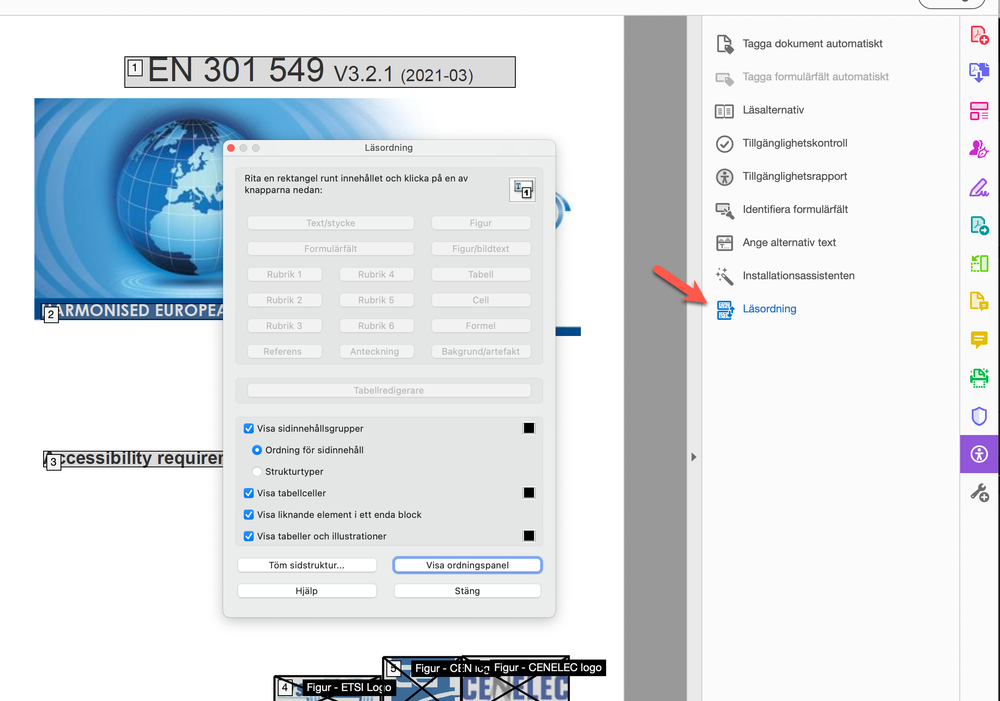 1 EN 301 549 V3.2.1 (2021-03)
2 HARMONISED EUROPEA
3 Accessibility requirer
4 Figur - ETSI Logo
5 Figur - CEN log
Figur - CENELEC logo
CENELEC
Läsordning
Rita en rektangel runt innehållet och klicka på en av
knapparna nedan:
T 1
Text/stycke Figur
Formulärfält Figur/bildtext
Rubrik 1 Rubrik 4 Tabell
Rubrik 2 Rubrik 5 Cell
Rubrik 3 Rubrik 6 Formel
Referens Anteckning Bakgrund/artefakt
Tabellredigerare
Visa sidinnehållsgrupper
Ordning för sidinnehåll
Strukturtyper
Visa tabellceller
Visa liknande element i ett enda block
Visa tabeller och illustrationer
Töm sidstruktur... Visa ordningspanel
Hjälp Stäng
Tagga dokument automatiskt
Tagga formulärfält automatiskt
Läsalternativ
Tillgänglighetskontroll
Tillgänglighetsrapport
Identifiera formulärfält
T... Ange alternativ text
Installationsassistenten
Läsordning